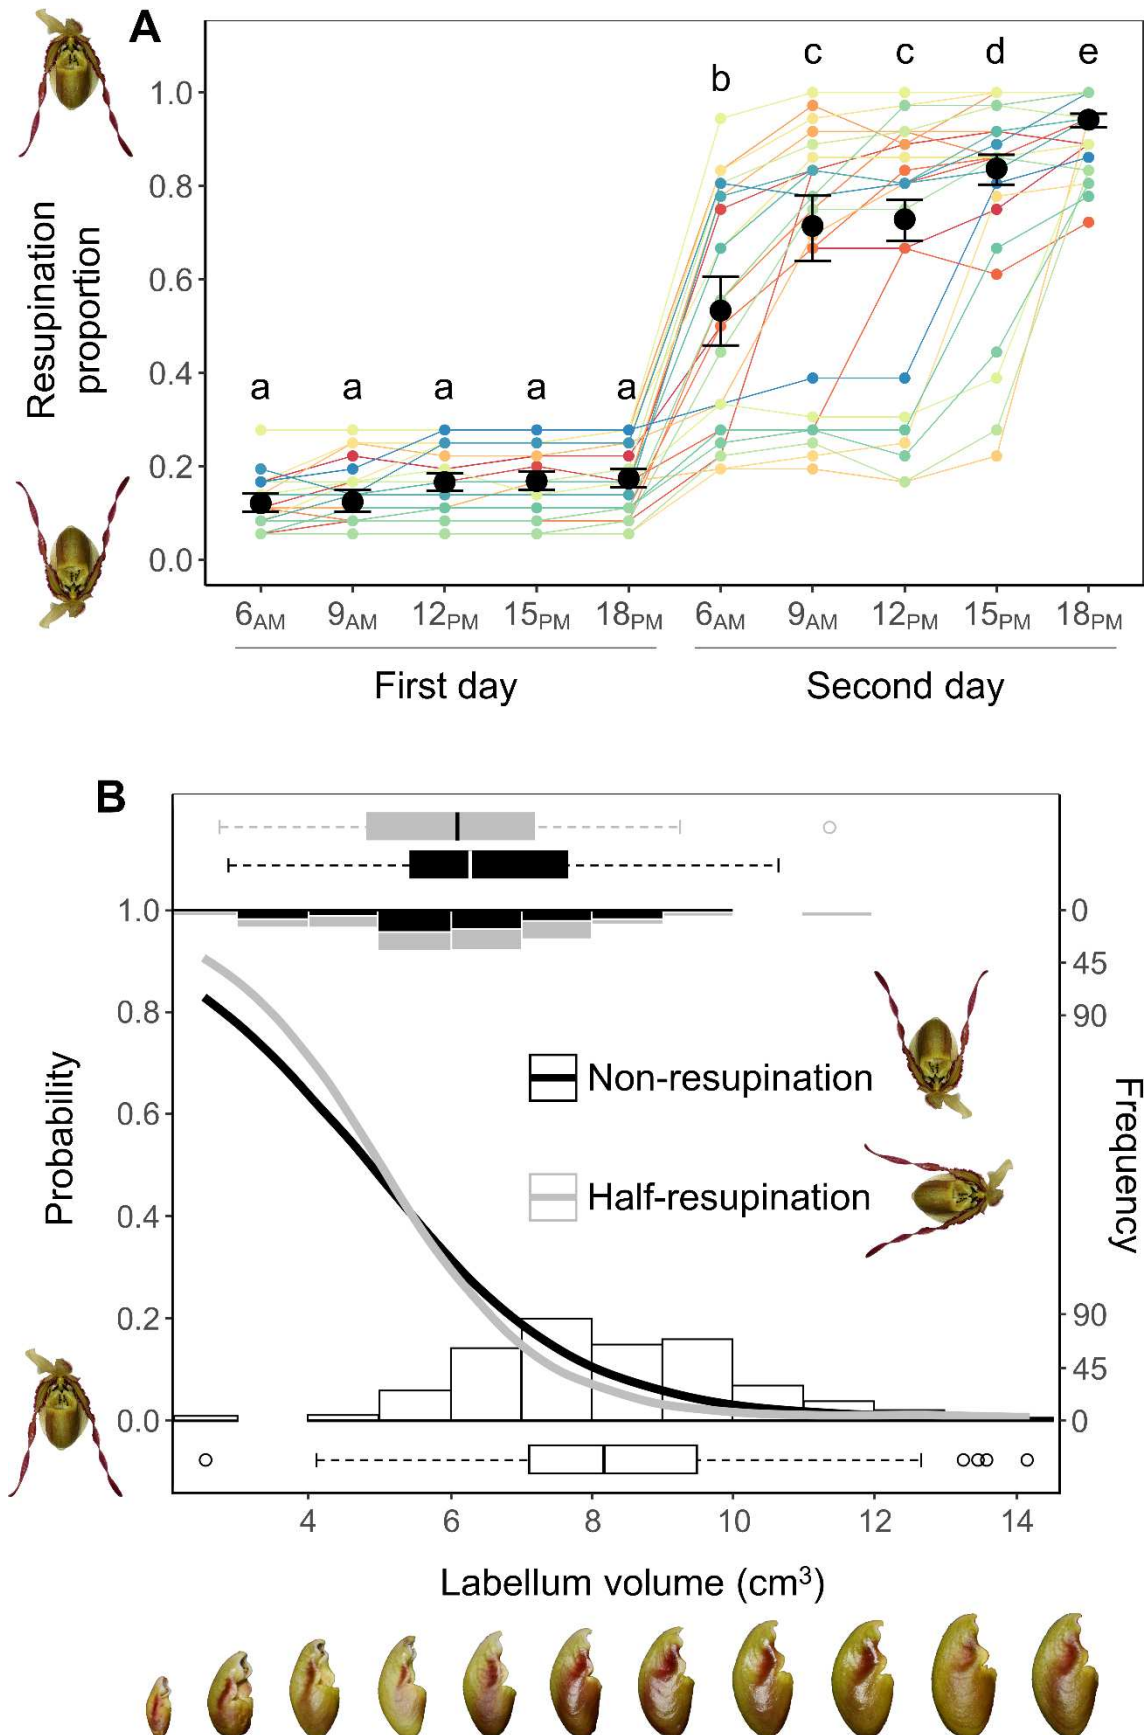 A
b c c d e
a a a a a
1.0
0.8
0.6
0.4
0.2
0.0
Resupination
proportion
6AM 9AM 12PM 15PM 18PM 6AM 9AM 12PM 15PM 18PM
First day Second day
B
1.0 0
45
0.8 90
Non-resupination
0.6
Half-resupination
0.4
0.2 90
45
0.0 0
Probability
Frequency
4 6 8 10 12 14
Labellum volume (cm³)